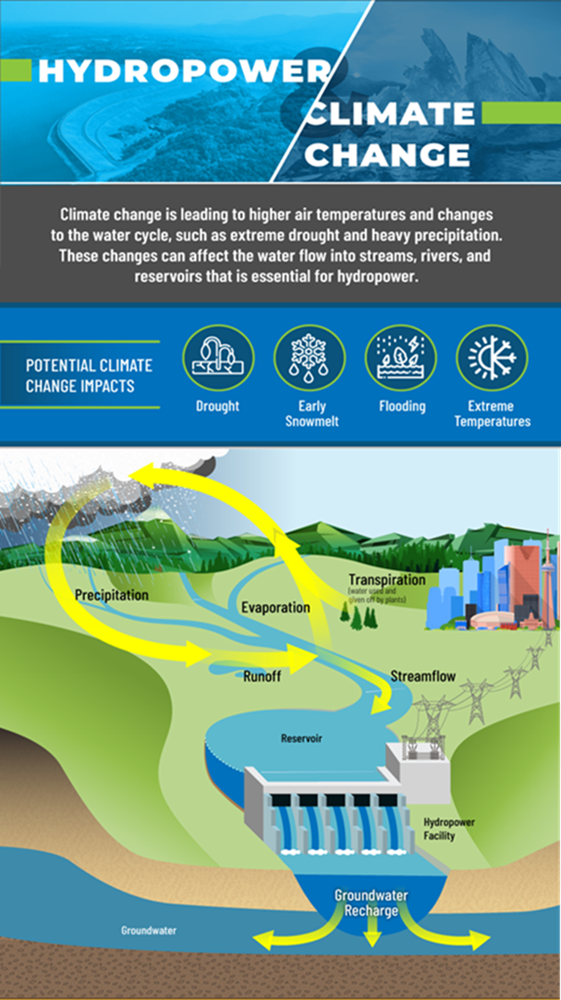 HYDROPOWER
&
CLIMATE
CHANGE
Climate change is leading to higher air temperatures and changes
to the water cycle, such as extreme drought and heavy precipitation.
These changes can affect the water flow into streams, rivers, and
reservoirs that is essential for hydropower.
POTENTIAL CLIMATE
CHANGE IMPACTS
Drought
Early
Snowmelt
Flooding
Extreme
Temperatures
Precipitation
Evaporation
Transpiration
(water used and
given off by plants)
Runoff
Streamflow
Reservoir
Hydropower
Facility
Groundwater
Recharge
Groundwater